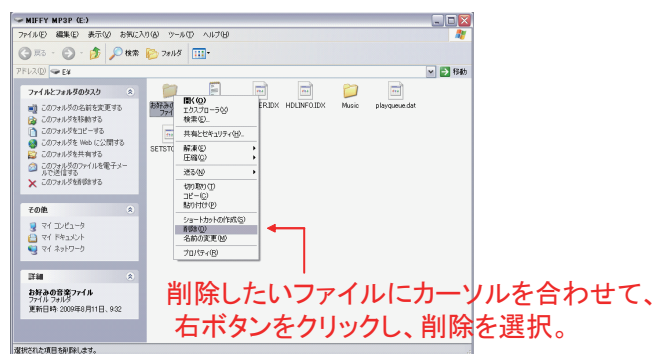 MIFFY MP3P (E:)
ファイル(F) 編集(E) 表示(V) お気に入り(A) ツール(T) ヘルプ(H)
戻る 検索 フォルダ
アドレス(D) E:¥ 移動
ファイルとフォルダのタスク
このフォルダの名前を変更する
このフォルダを移動する
このフォルダをコピーする
このフォルダを Web に公開する
このフォルダを共有する
このフォルダのファイルを電子メールで送信する
このフォルダを削除する
その他
マイ コンピュータ
マイ ドキュメント
マイ ネットワーク
詳細
お好みの音楽ファイル
ファイル フォルダ
更新日時: 2009年8月11日、9:32
HDLINFO.IDX Music playqueue.dat
開く(O)
エクスプローラ(X)
検索(E)...
共有とセキュリティ(H)...
解凍(E)
圧縮(C)
送る(N)
切り取り(T)
コピー(C)
貼り付け(P)
ショートカットの作成(S)
削除(D)
名前の変更(M)
プロパティ(R)
削除したいファイルにカーソルを合わせて、
右ボタンをクリックし、削除を選択。
選択された項目を削除します。